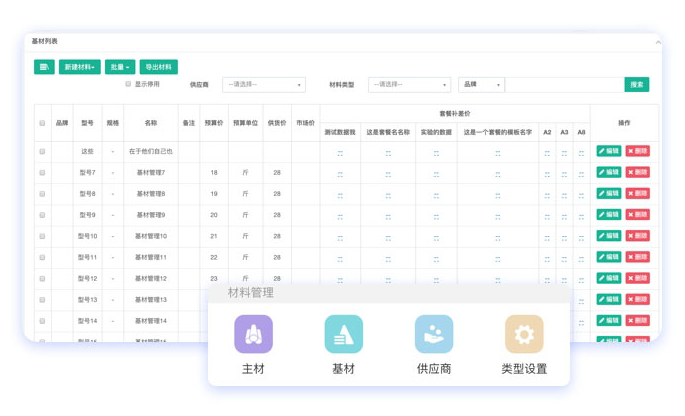 基材列表
新建材料
批量
导出材料
显示停用 供应商 --请选择-- 材料类型 --请选择-- 品牌 搜索
套餐补差价
品牌 型号 规格 名称 备注 预算价 预算单位 供货价 市场价 操作
测试数据我 这是套餐名名称 实验的数据 这是一个套餐的模板名字 A2 A3 A8
这些 - 在于他们自己也 -- -- -- -- -- -- -- 编辑 删除
型号7 - 基材管理7 18 斤 28 -- -- -- -- -- -- -- 编辑 删除
型号8 - 基材管理8 19 斤 28 -- -- -- -- -- -- -- 编辑 删除
型号9 - 基材管理9 20 斤 28 -- -- -- -- -- -- -- 编辑 删除
型号10 - 基材管理10 21 斤 28 -- -- -- -- -- -- -- 编辑 删除
型号11 - 基材管理11 22 斤 28 -- -- -- -- -- -- -- 编辑 删除
型号12 - 基材管理12 23 斤 28 -- -- -- -- -- -- -- 编辑 删除
型号13 - 基材管理13 -- 编辑 删除
型号14 - 基材管理14 -- 编辑 删除
材料管理
主材 基材 供应商 类型设置